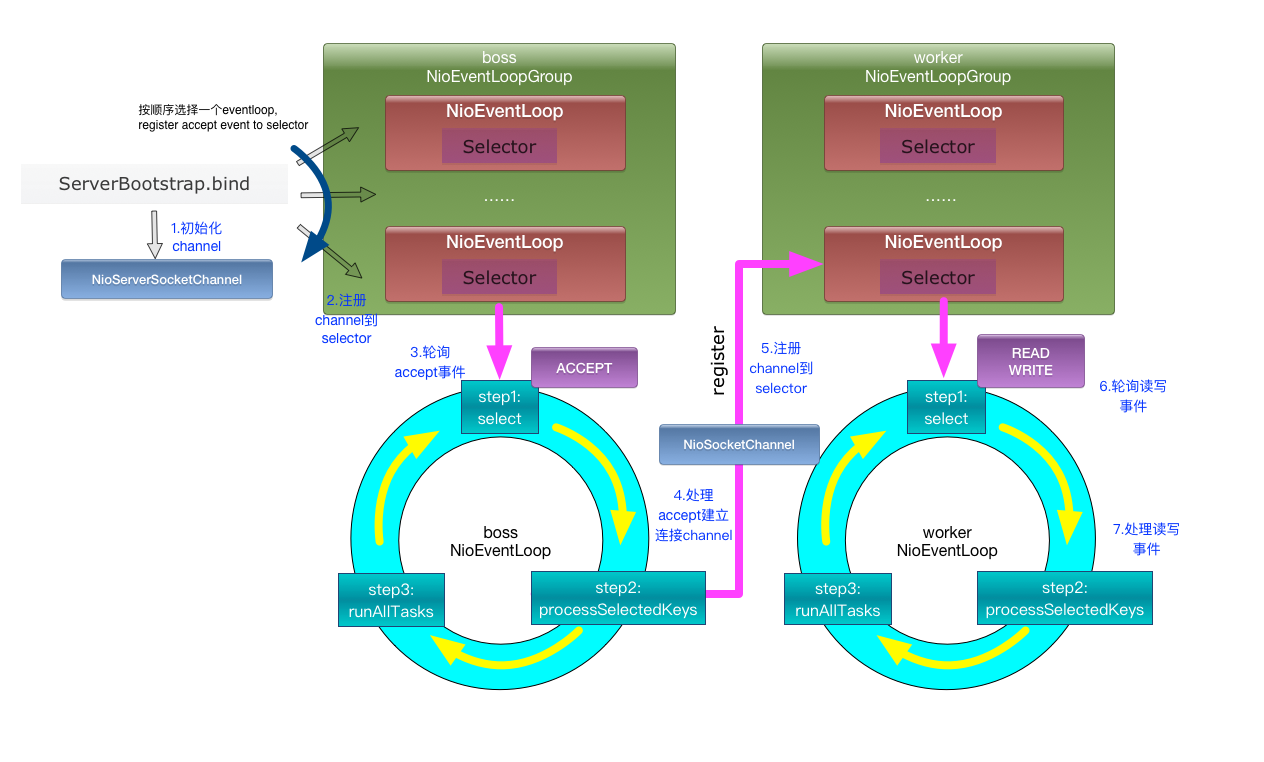 boss
NioEventLoopGroup
NioEventLoop
Selector
......
NioEventLoop
Selector
worker
NioEventLoopGroup
NioEventLoop
Selector
......
NioEventLoop
Selector
按顺序选择一个eventloop,
register accept event to selector
ServerBootstrap.bind
1.初始化
channel
NioServerSocketChannel
2.注册
channel到
selector
3.轮询
accept事件
ACCEPT
step1:
select
boss
NioEventLoop
step3:
runAllTasks
step2:
processSelectedKeys
4.处理
accept建立
连接channel
NioSocketChannel
register
5.注册
channel到
selector
READ
WRITE
6.轮询读写
事件
step1:
select
worker
NioEventLoop
7.处理读写
事件
step3:
runAllTasks
step2:
processSelectedKeys